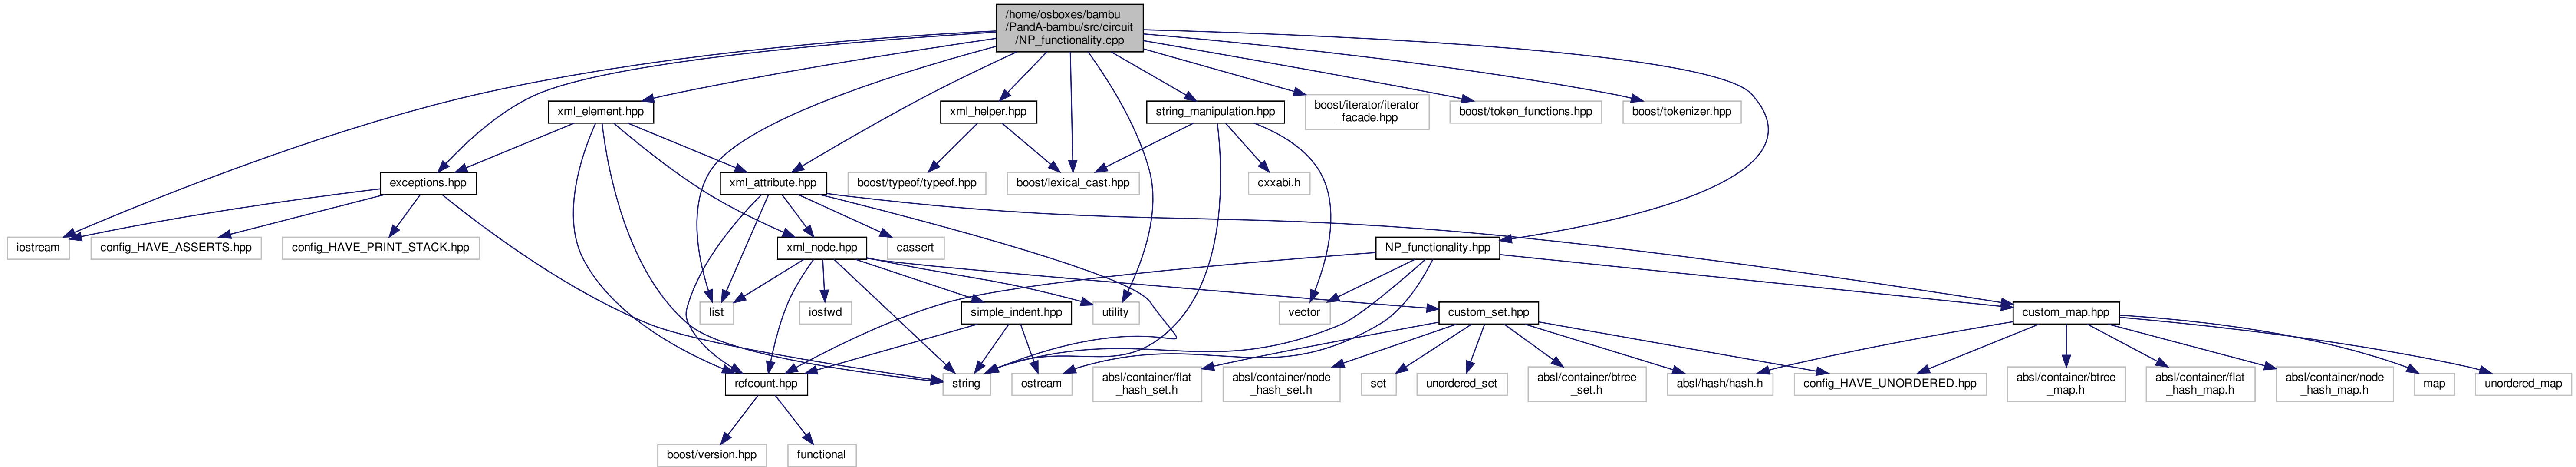 /home/osboxes/bambu
/PandA-bambu/src/circuit
/NP_functionality.cpp
xml_element.hpp
xml_helper.hpp
string_manipulation.hpp
boost/iterator/iterator
_facade.hpp
boost/token_functions.hpp
boost/tokenizer.hpp
exceptions.hpp
xml_attribute.hpp
boost/typeof/typeof.hpp
boost/lexical_cast.hpp
cxxabi.h
iostream
config_HAVE_ASSERTS.hpp
config_HAVE_PRINT_STACK.hpp
xml_node.hpp
cassert
NP_functionality.hpp
list
iosfwd
simple_indent.hpp
utility
vector
custom_set.hpp
custom_map.hpp
refcount.hpp
string
ostream
absl/container/flat
_hash_set.h
absl/container/node
_hash_set.h
set
unordered_set
absl/container/btree
_set.h
absl/hash/hash.h
config_HAVE_UNORDERED.hpp
absl/container/btree
_map.h
absl/container/flat
_hash_map.h
absl/container/node
_hash_map.h
map
unordered_map
boost/version.hpp
functional